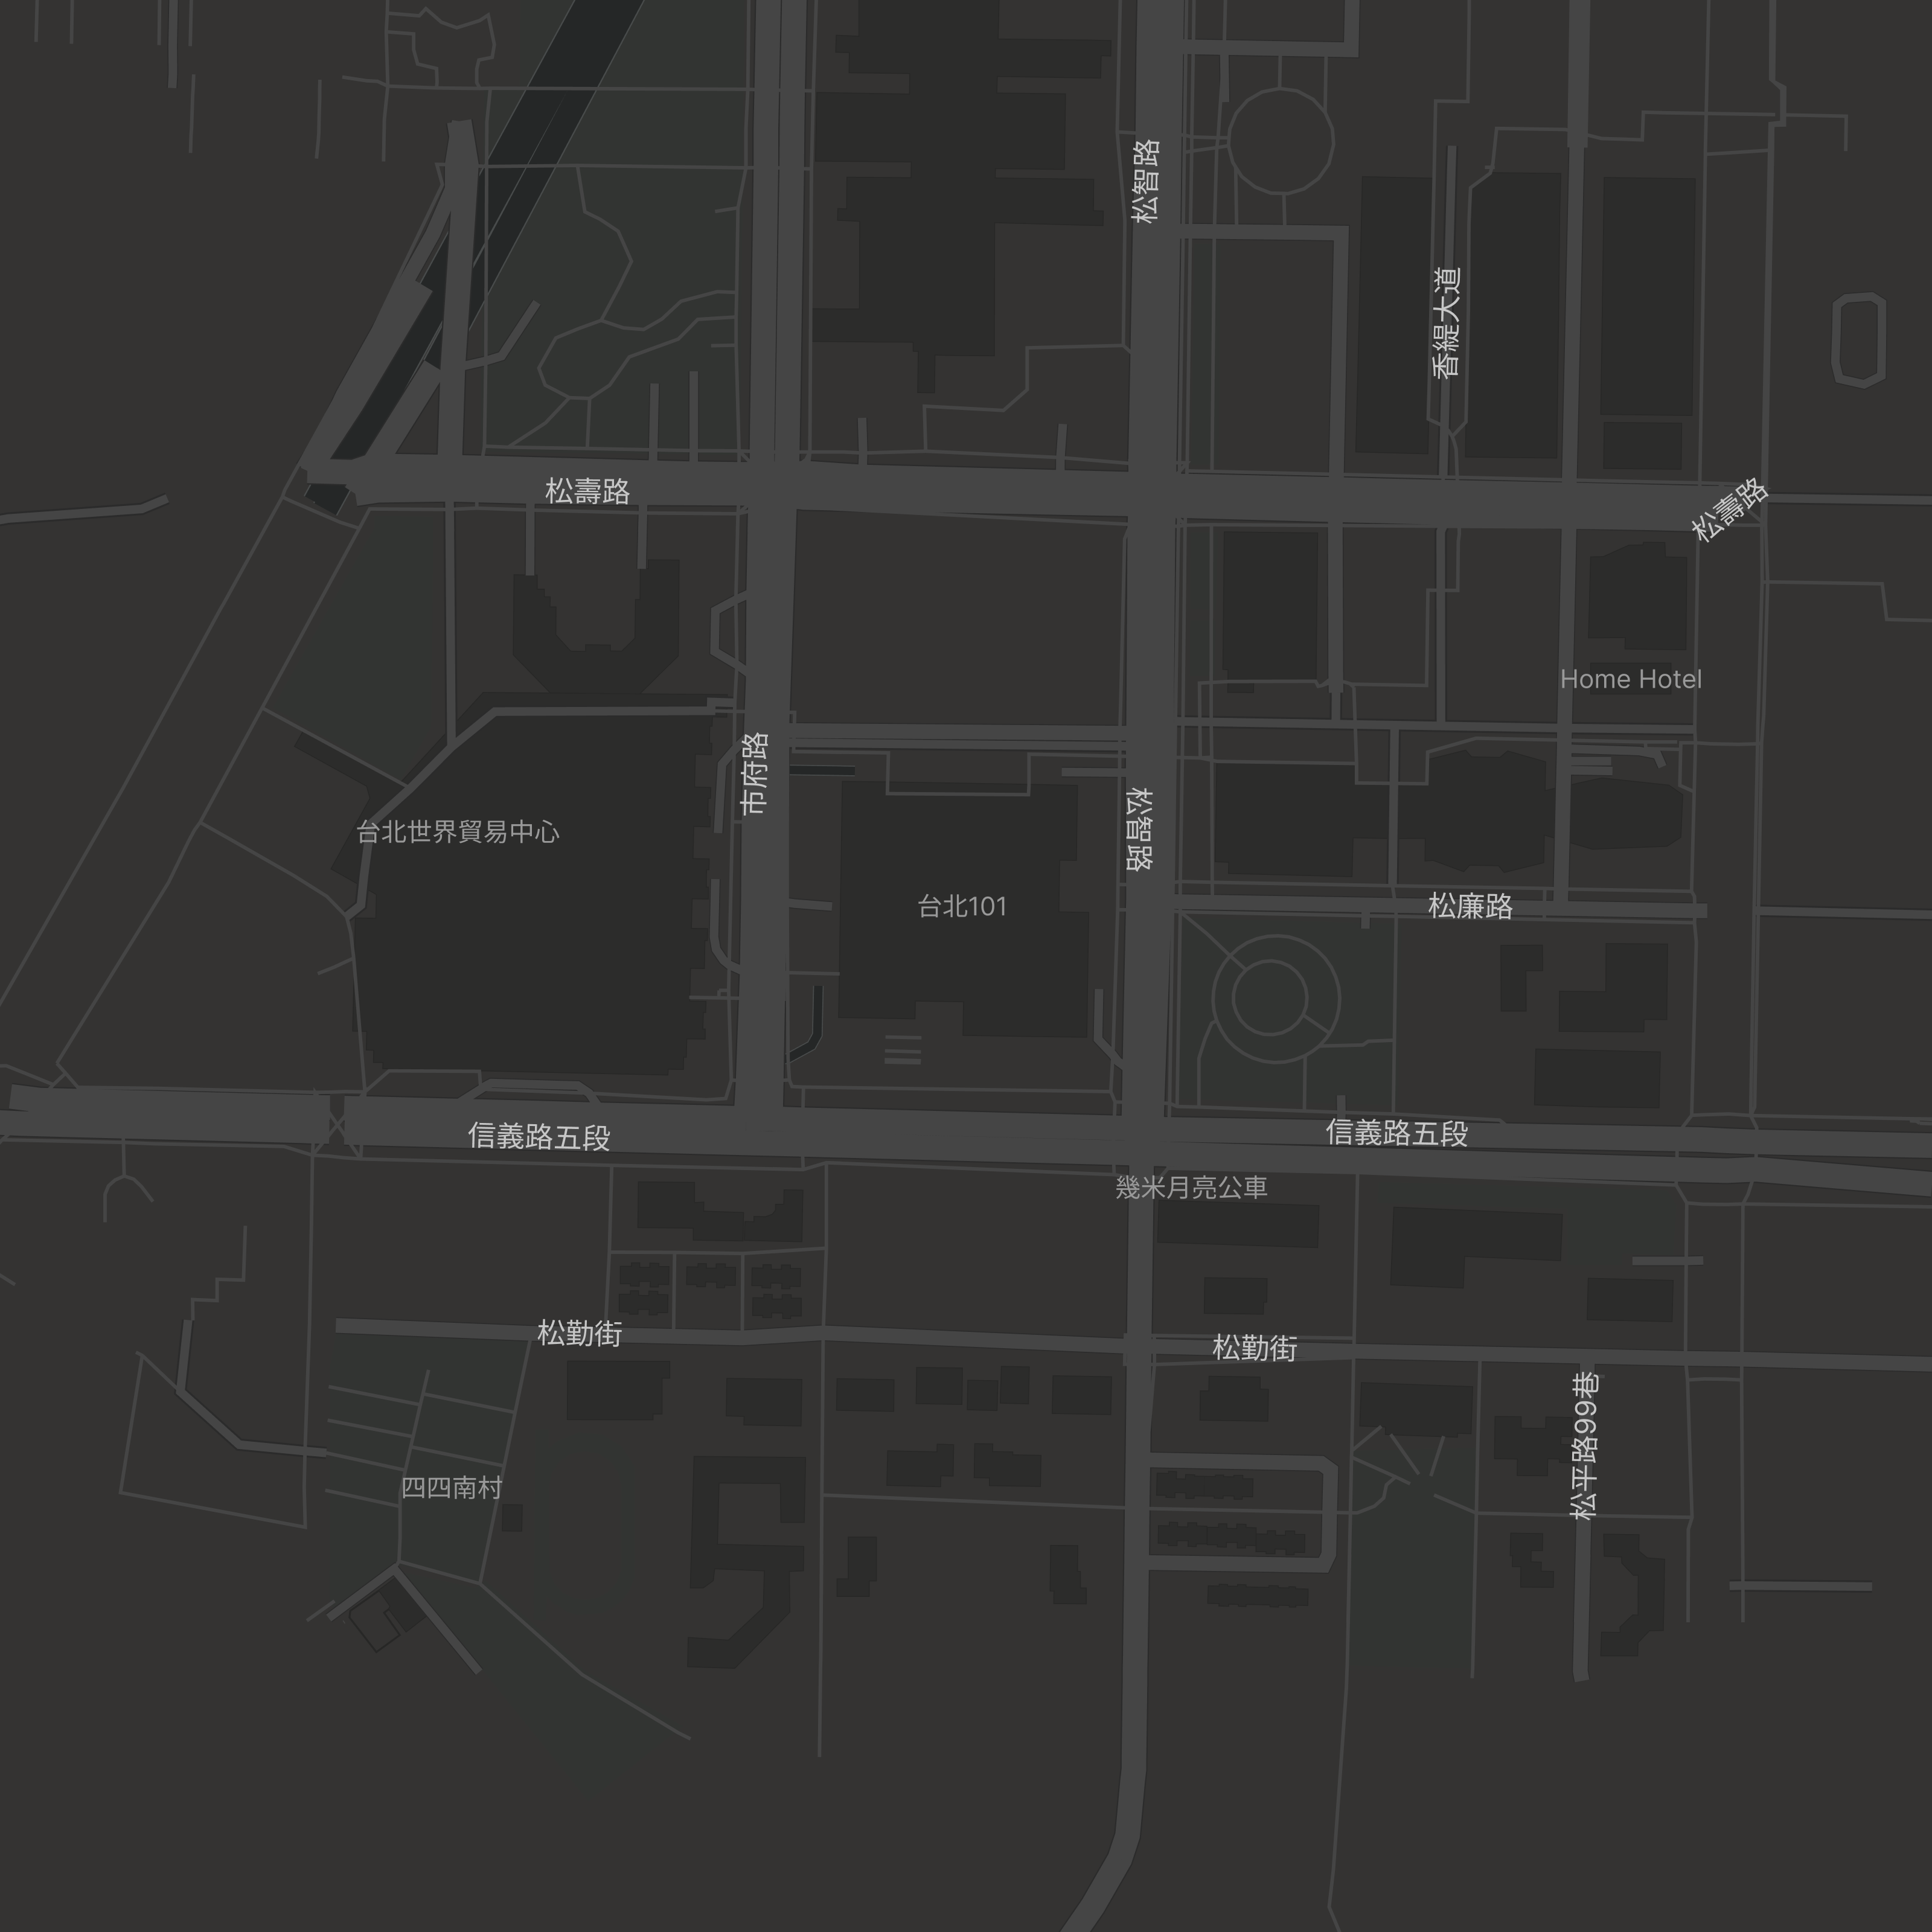 松智路
香緹大道
松壽路
松壽路
Home Hotel
市府路
松智路
台北世界貿易中心
台北101
松廉路
信義路五段
信義路五段
幾米月亮公車
松勤街
松勤街
松平路99巷
四四南村